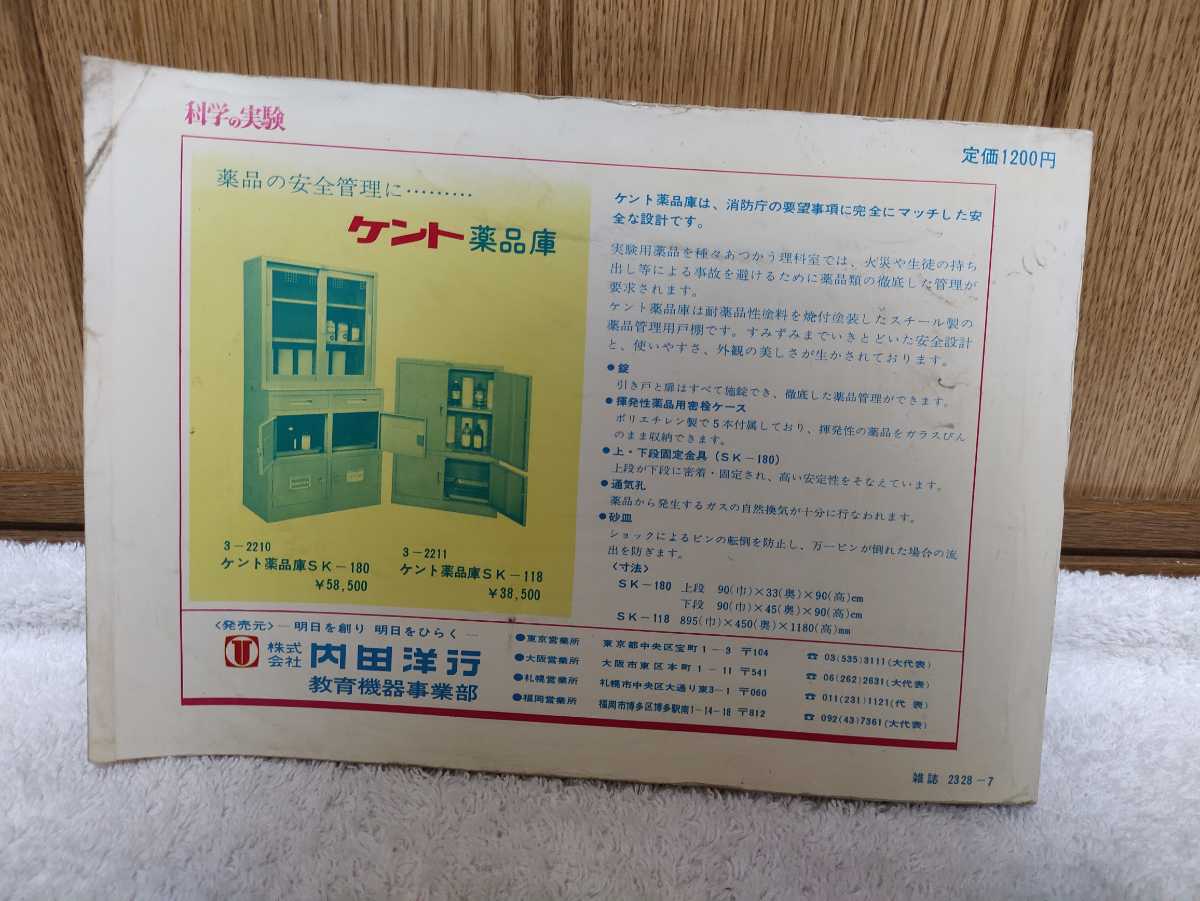 科学の実験
定価1200円
薬品の安全管理に………
ケント薬品庫
3-2210
ケント薬品庫SK-180
¥58,500
3-2211
ケント薬品庫SK-118
¥38,500
ケント薬品庫は、消防庁の要望事項に完全にマッチした安
全な設計です。
実験用薬品を種々あつかう理科室では、火災や生徒の持ち
出し等による事故を避けるために薬品類の徹底した管理が
要求されます。
ケント薬品庫は耐薬品性塗料を焼付塗装したスチール製の
薬品管理用戸棚です。すみずみまでいきとどいた安全設計
と、使いやすさ、外観の美しさが生かされております。
●錠
引き戸と扉はすべて施錠でき、徹底した薬品管理ができます。
●揮発性薬品用密栓ケース
ポリエチレン製で5本付属しており、揮発性の薬品をガラスびん
のまま収納できます。
●上・下段固定金具(SK-180)
上段が下段に密着・固定され、高い安定性をそなえています。
●通気孔
薬品から発生するガスの自然換気が十分に行なわれます。
●砂皿
ショックによるビンの転倒を防止し、万一ビンが倒れた場合の流
出を防ぎます。
〈寸法〉
SK-180 上段 90(巾)×33(奥)×90(高)cm
下段 90(巾)×45(奥)×90(高)cm
SK-118 895(巾)×450(奥)×1180(高)mm
〈発売元〉―明日を創り 明日をひらく―
株式会社 内田洋行
教育機器事業部
●東京営業所 東京都中央区宝町1-3 〒104 ☎03(535)3111(大代表)
●大阪営業所 大阪市東区本町1-11 〒541 ☎06(262)2631(大代表)
●札幌営業所 札幌市中央区大通り東3-1 〒060 ☎011(231)1121(代 表)
●福岡営業所 福岡市博多区博多駅南1-14-18 〒812 ☎092(43)7361(大代表)
雑誌 2328-7